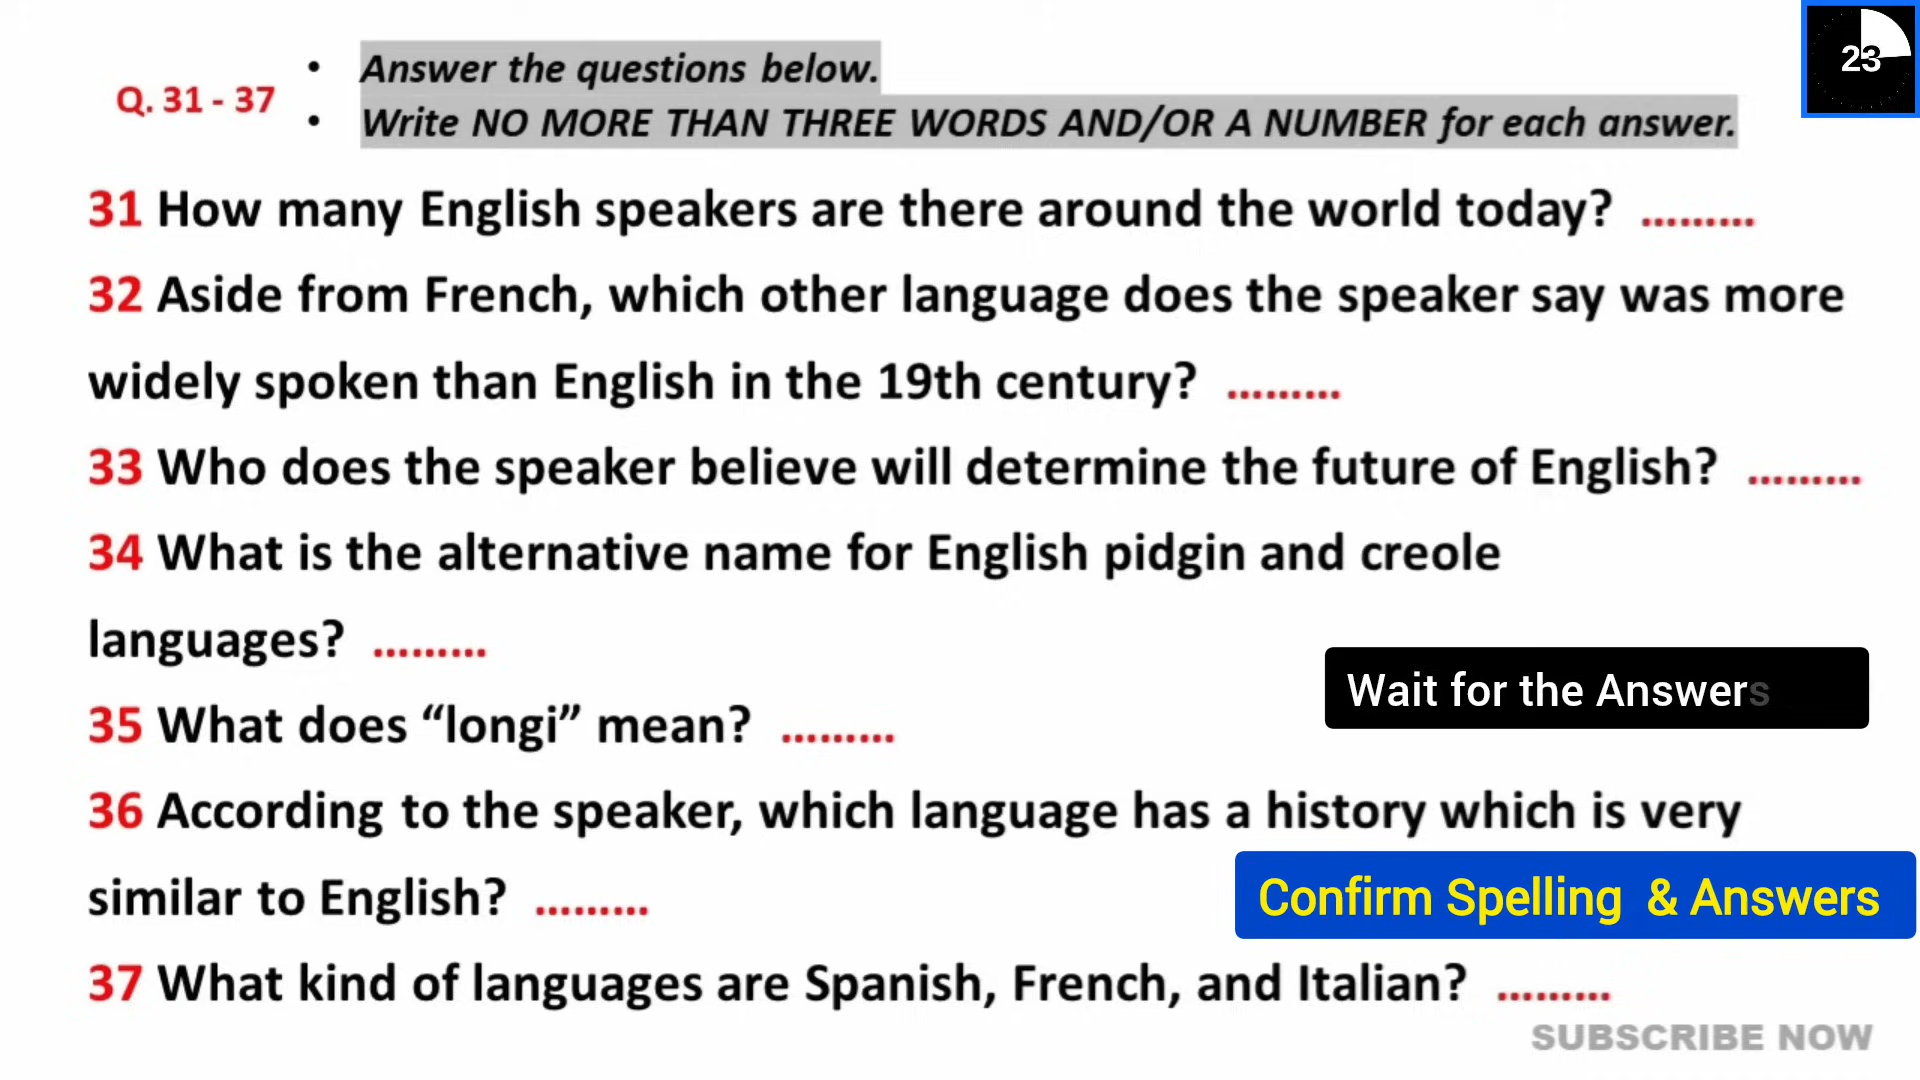 23
Q. 31 - 37
• Answer the questions below.
• Write NO MORE THAN THREE WORDS AND/OR A NUMBER for each answer.
31 How many English speakers are there around the world today? .........
32 Aside from French, which other language does the speaker say was more
widely spoken than English in the 19th century? .........
33 Who does the speaker believe will determine the future of English? .........
34 What is the alternative name for English pidgin and creole
languages? .........
Wait for the Answers
35 What does “longi” mean? .........
36 According to the speaker, which language has a history which is very
similar to English? .........
Confirm Spelling & Answers
37 What kind of languages are Spanish, French, and Italian? .........
SUBSCRIBE NOW